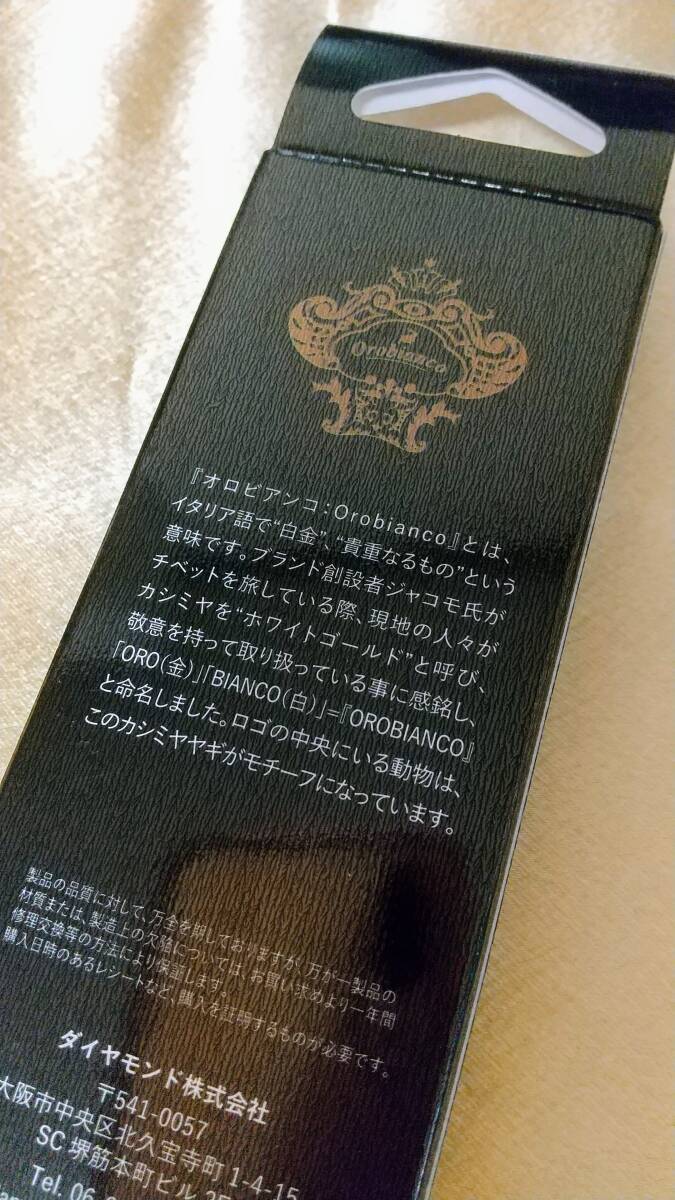 Orobianco
『オロビアンコ：Orobianco』とは、
イタリア語で“白金”、“貴重なるもの”という
意味です。ブランド創設者ジャコモ氏が
チベットを旅している際、現地の人々が
カシミヤを“ホワイトゴールド”と呼び、
敬意を持って取り扱っている事に感銘し、
「ORO(金)」「BIANCO(白)」=『OROBIANCO』
と命名しました。ロゴの中央にいる動物は、
このカシミヤヤギがモチーフになっています。
製品の品質に対して、万全を期しておりますが、万が一製品の
材質または、製造上の欠陥については、お買い求めより一年間
修理交換等の方法により保証します。
購入日時のあるレシートなど、購入を証明するものが必要です。
ダイヤモンド株式会社
〒541-0057
大阪市中央区北久宝寺町1-4-15
SC 堺筋本町ビル
Tel. 06